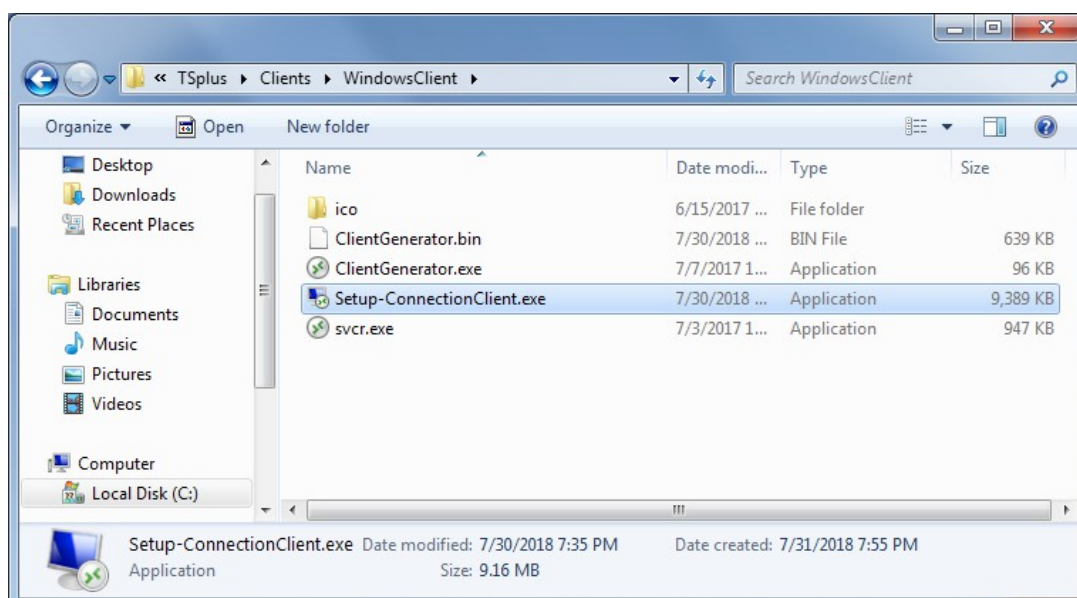 « TSplus Clients WindowsClient Search WindowsClient
Organize Open New folder
Desktop
Downloads
Recent Places
Libraries
Documents
Music
Pictures
Videos
Computer
Local Disk (C:)
Name Date modi... Type Size
ico 6/15/2017 ... File folder
ClientGenerator.bin 7/30/2018 ... BIN File 639 KB
ClientGenerator.exe 7/7/2017 1... Application 96 KB
Setup-ConnectionClient.exe 7/30/2018 ... Application 9,389 KB
svcr.exe 7/3/2017 1... Application 947 KB
Setup-ConnectionClient.exe Date modified: 7/30/2018 7:35 PM Date created: 7/31/2018 7:55 PM
Application Size: 9.16 MB